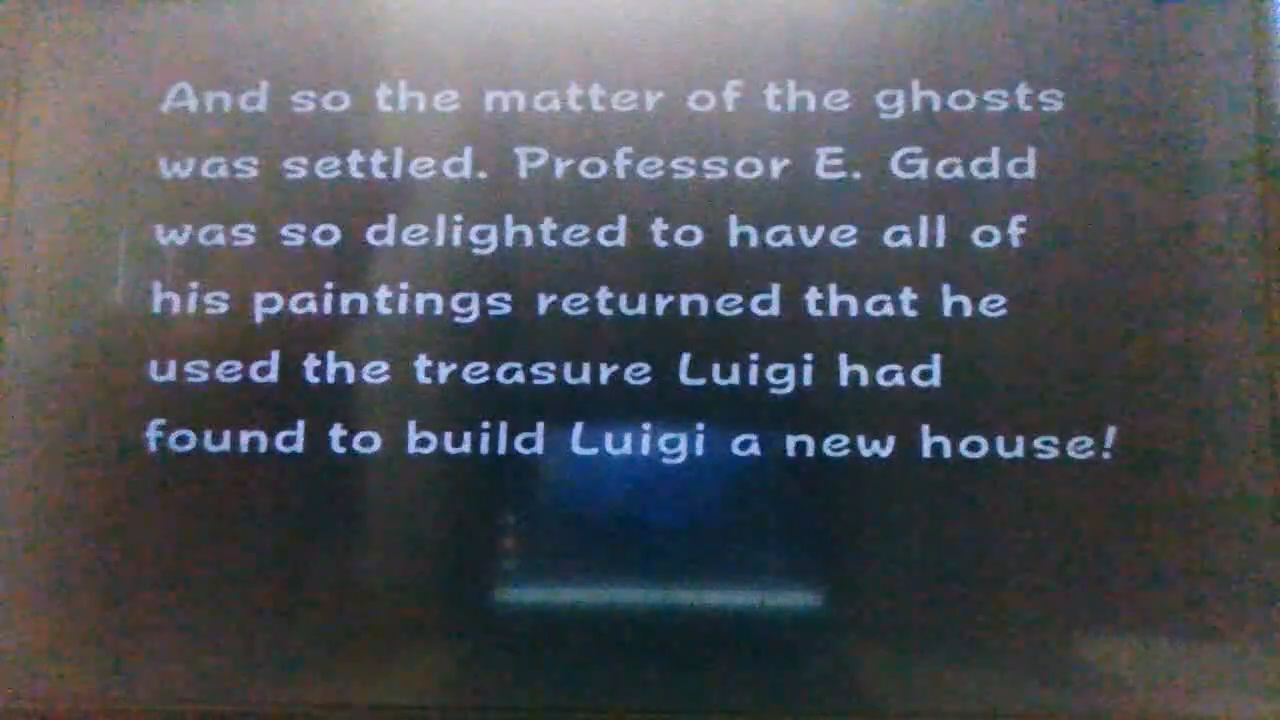 And so the matter of the ghosts
was settled. Professor E. Gadd
was so delighted to have all of
his paintings returned that he
used the treasure Luigi had
found to build Luigi a new house!